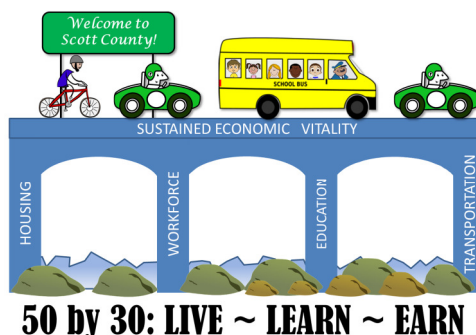 Welcome to
Scott County!
SCHOOL BUS
SUSTAINED ECONOMIC VITALITY
HOUSING
WORKFORCE
EDUCATION
TRANSPORTATION
50 by 30: LIVE ~ LEARN ~ EARN